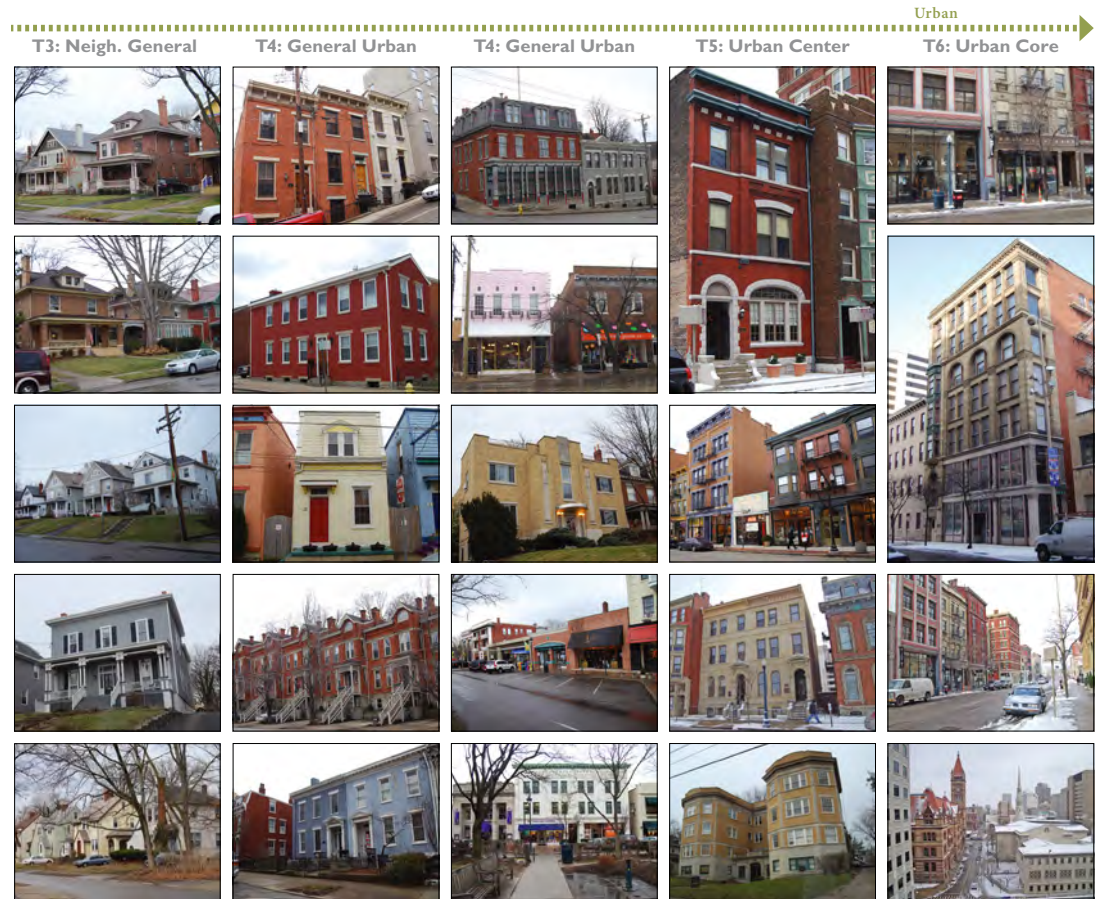 Urban
T3: Neigh. General
T4: General Urban
T4: General Urban
T5: Urban Center
T6: Urban Core